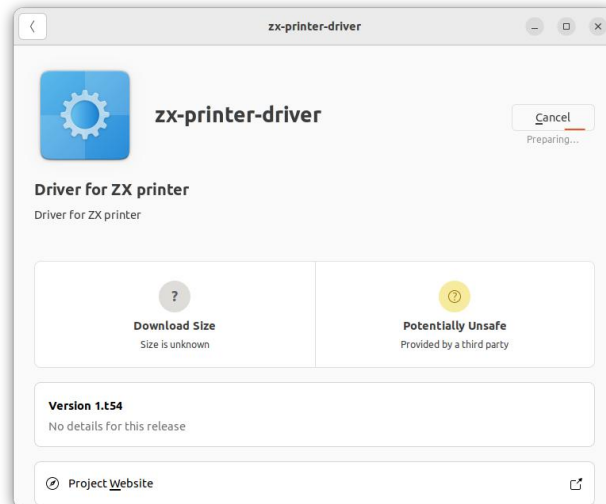 zx-printer-driver
zx-printer-driver
Cancel
Preparing…
Driver for ZX printer
Driver for ZX printer
?
?
Download Size
Potentially Unsafe
Size is unknown
Provided by a third party
Version 1.t54
No details for this release
Project Website